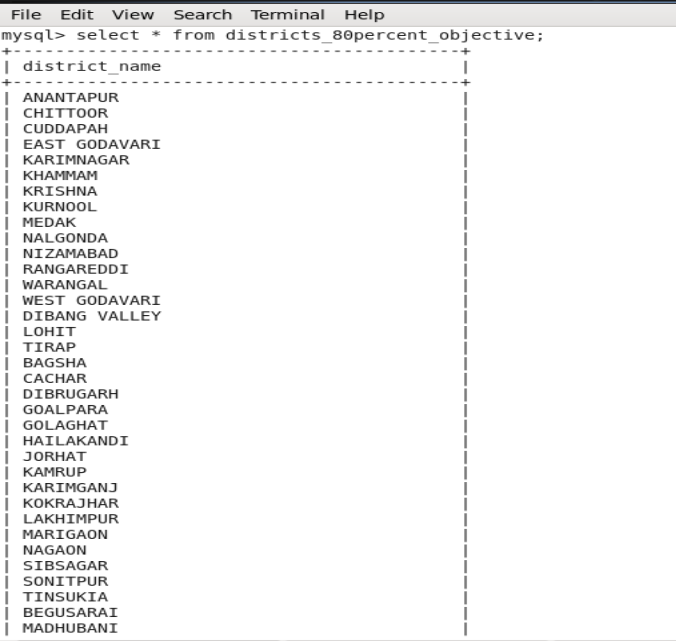 File Edit View Search Terminal Help
mysql> select * from districts_80percent_objective;
+-----------------------------------------+
| district_name |
+-----------------------------------------+
| ANANTAPUR |
| CHITTOOR |
| CUDDAPAH |
| EAST GODAVARI |
| KARIMNAGAR |
| KHAMMAM |
| KRISHNA |
| KURNOOL |
| MEDAK |
| NALGONDA |
| NIZAMABAD |
| RANGAREDDI |
| WARANGAL |
| WEST GODAVARI |
| DIBANG VALLEY |
| LOHIT |
| TIRAP |
| BAGSHA |
| CACHAR |
| DIBRUGARH |
| GOALPARA |
| GOLAGHAT |
| HAILAKANDI |
| JORHAT |
| KAMRUP |
| KARIMGANJ |
| KOKRAJHAR |
| LAKHIMPUR |
| MARIGAON |
| NAGAON |
| SIBSAGAR |
| SONITPUR |
| TINSUKIA |
| BEGUSARAI |
| MADHUBANI |